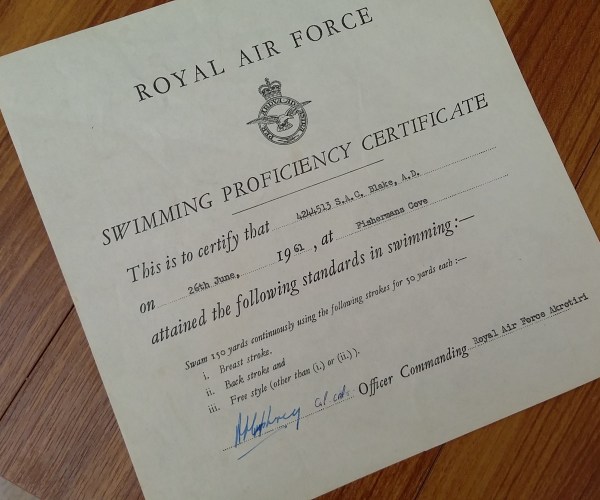 ROYAL AIR FORCE
SWIMMING PROFICIENCY CERTIFICATE
This is to certify that 4244513 S.A.C. Blake, A.D.
on 26th June, 1961, at Fishermans Cove
attained the following standards in swimming:—
Swam 150 yards continuously using the following strokes for 50 yards each :—
i. Breast stroke.
ii. Back stroke and
iii. Free style (other than (i.) or (ii.) ).
Officer Commanding Royal Air Force Akrotiri